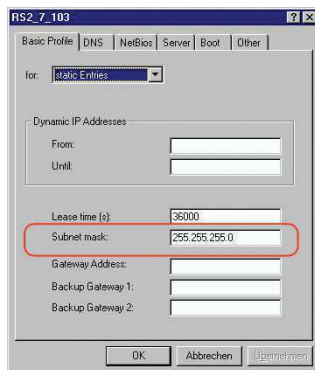 RS2_7_103
Basic Profile DNS NetBios Server Boot Other
for: static Entries
Dynamic IP Addresses
From:
Until:
Lease time (s): 36000
Subnet mask: 255.255.255.0
Gateway Address:
Backup Gateway 1:
Backup Gateway 2:
OK Abbrechen Übernehmen